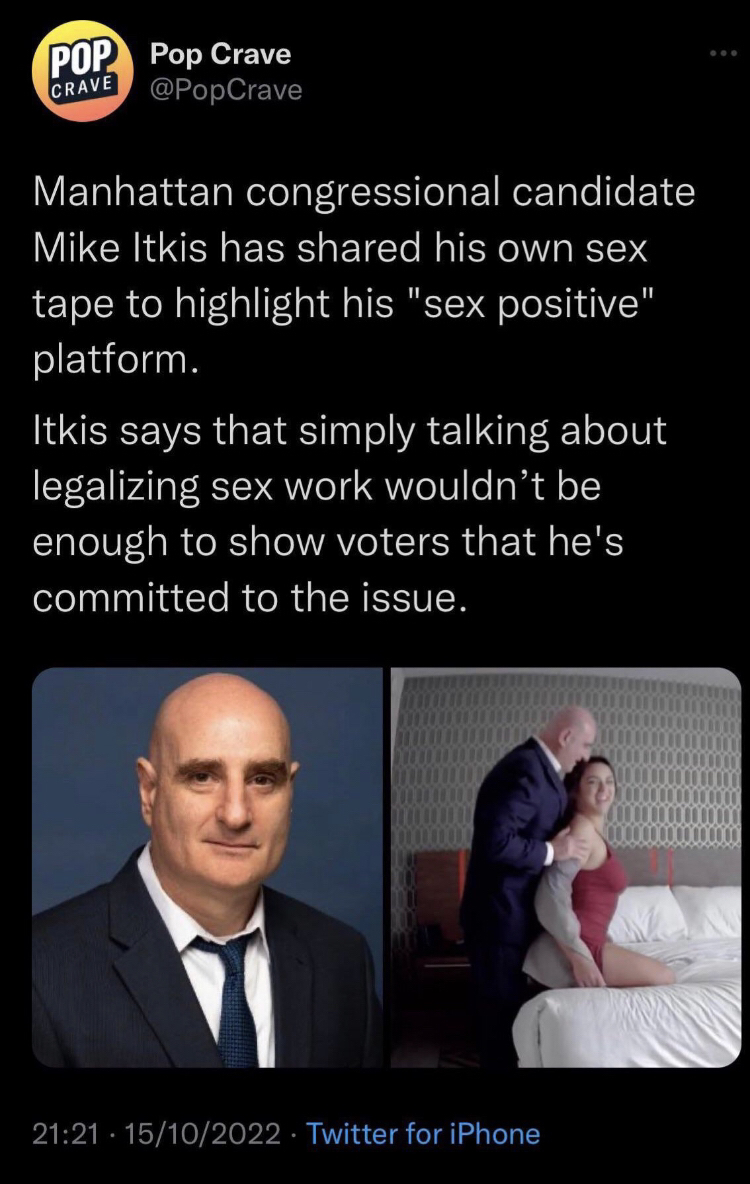 POP
CRAVE
Pop Crave
@PopCrave
Manhattan congressional candidate
Mike Itkis has shared his own sex
tape to highlight his "sex positive"
platform.
Itkis says that simply talking about
legalizing sex work wouldn’t be
enough to show voters that he's
committed to the issue.
21:21 · 15/10/2022 · Twitter for iPhone